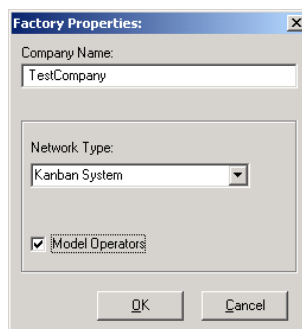 Factory Properties:
Company Name:
TestCompany
Network Type:
Kanban System
Model Operators
OK
Cancel